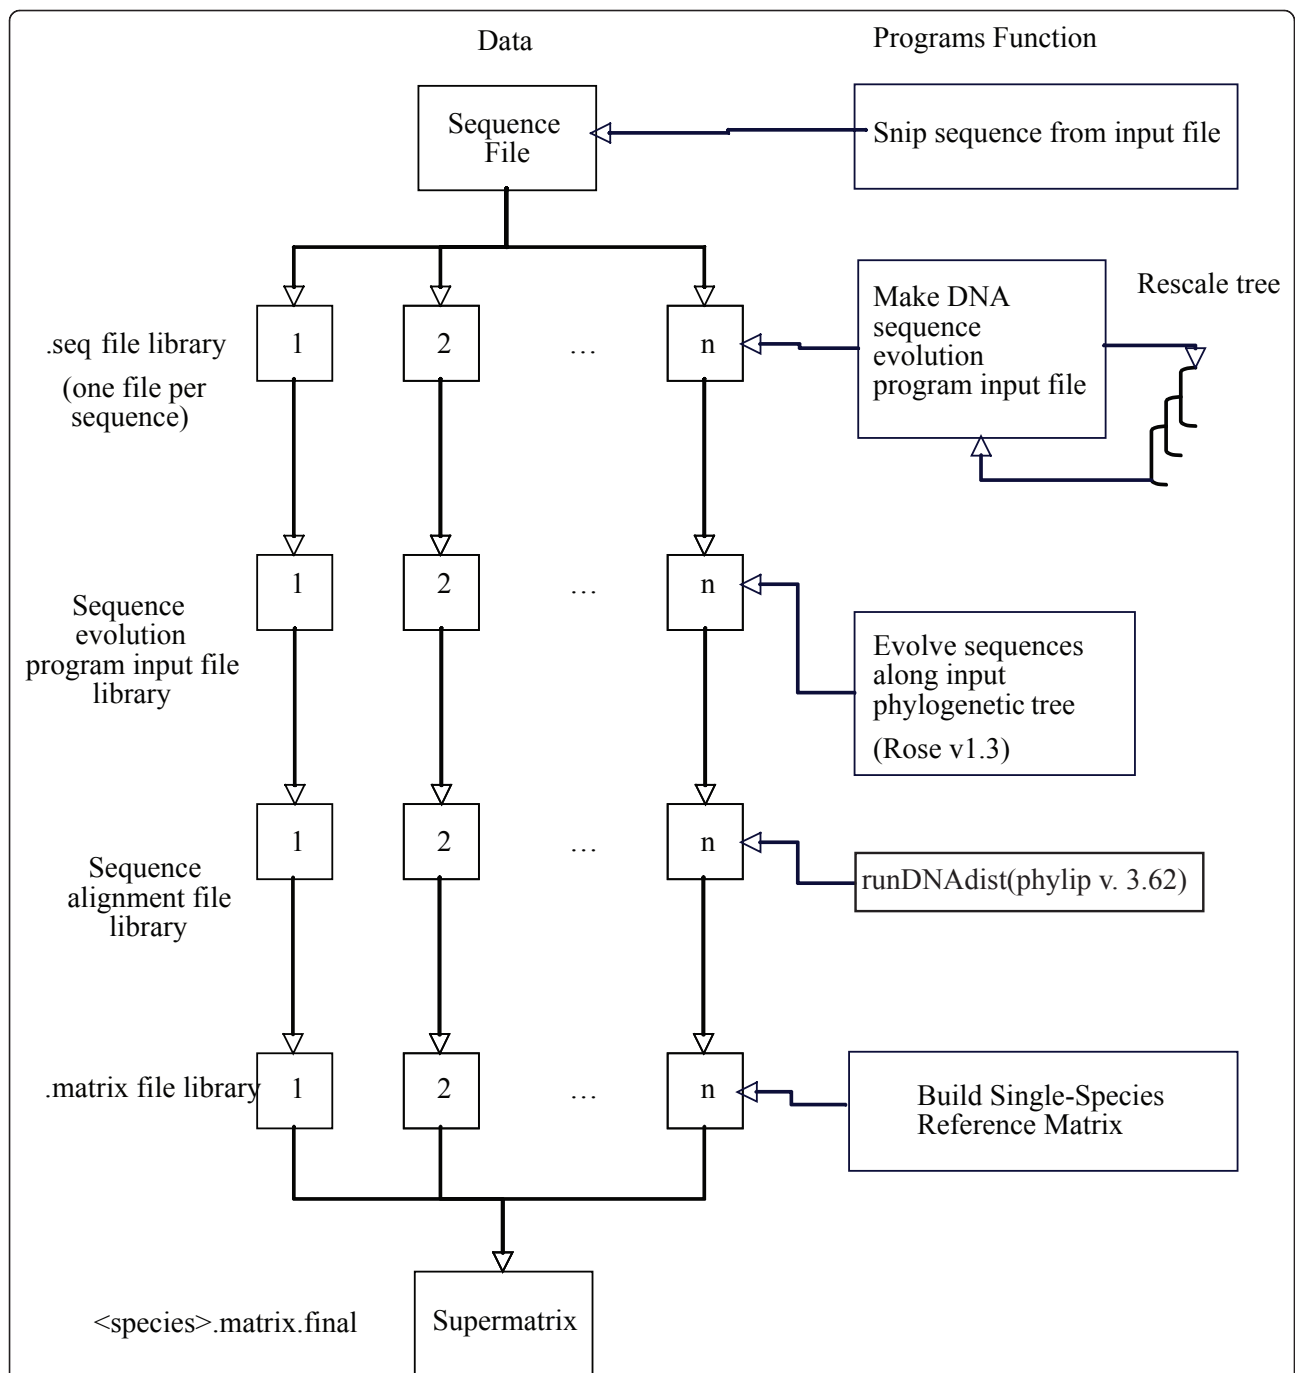 Data
Programs Function
Sequence
File
Snip sequence from input file
.seq file library
(one file per
sequence)
1
2
...
n
Make DNA
sequence
evolution
program input file
Rescale tree
Sequence
evolution
program input file
library
1
2
...
n
Evolve sequences
along input
phylogenetic tree
(Rose v1.3)
Sequence
alignment file
library
1
2
...
n
runDNAdist(phylip v. 3.62)
.matrix file library
1
2
...
n
Build Single-Species
Reference Matrix
<species>.matrix.final
Supermatrix